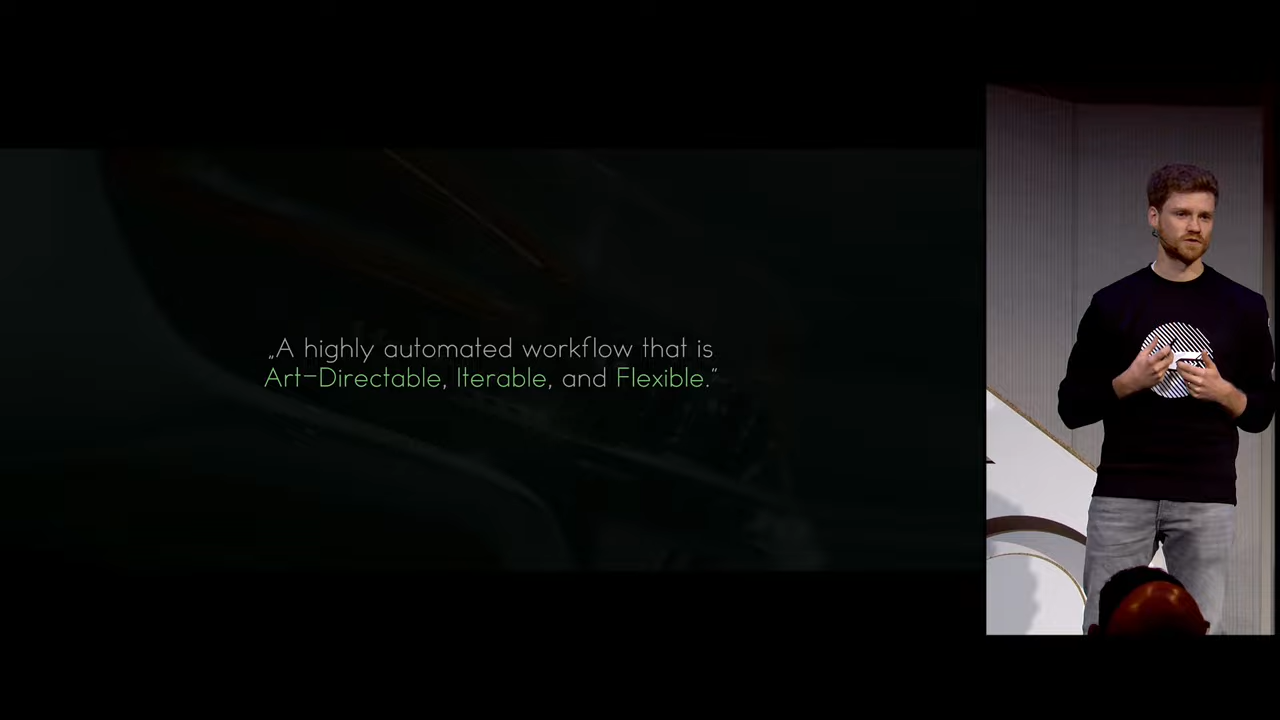 „A highly automated workflow that is
Art-Directable, Iterable, and Flexible.“